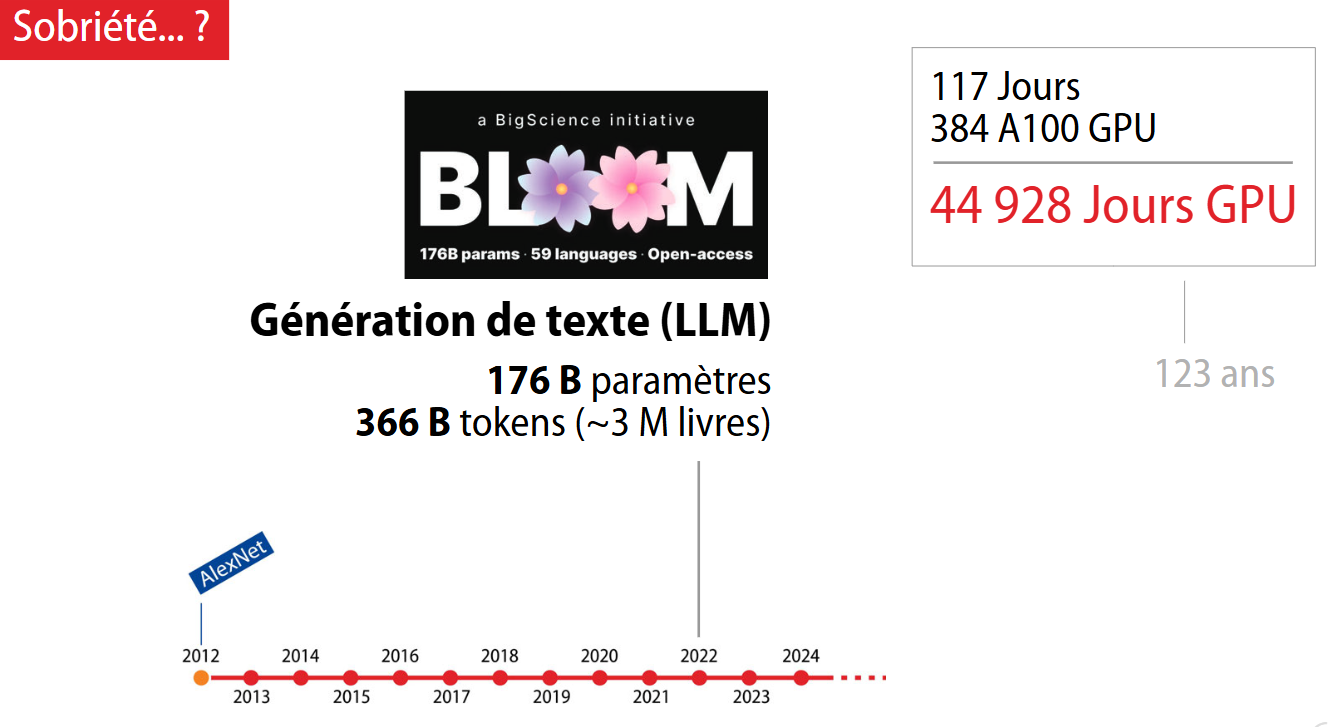 Sobriété... ?
a BigScience initiative
BLOOM
176B params · 59 languages · Open-access
Génération de texte (LLM)
176 B paramètres
366 B tokens (~3 M livres)
117 Jours
384 A100 GPU
44 928 Jours GPU
123 ans
AlexNet
2012 2014 2016 2018 2020 2022 2024
2013 2015 2017 2019 2021 2023